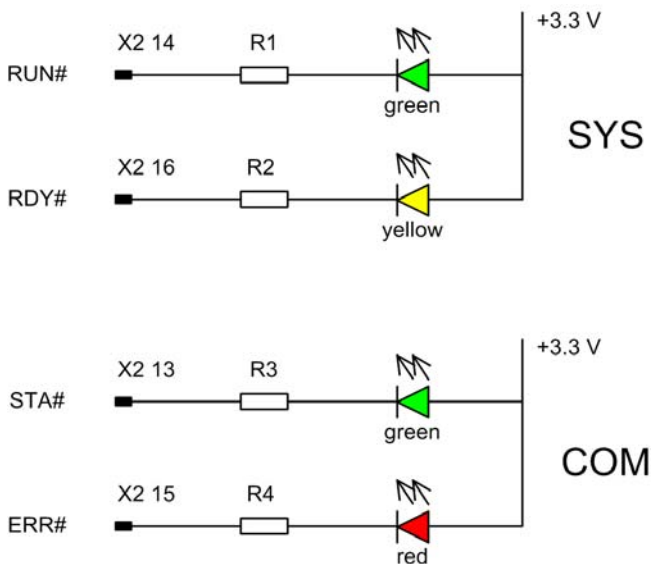 +3.3 V
X2 14 R1
RUN#
green
SYS
X2 16 R2
RDY#
yellow
+3.3 V
X2 13 R3
STA#
green
COM
X2 15 R4
ERR#
red